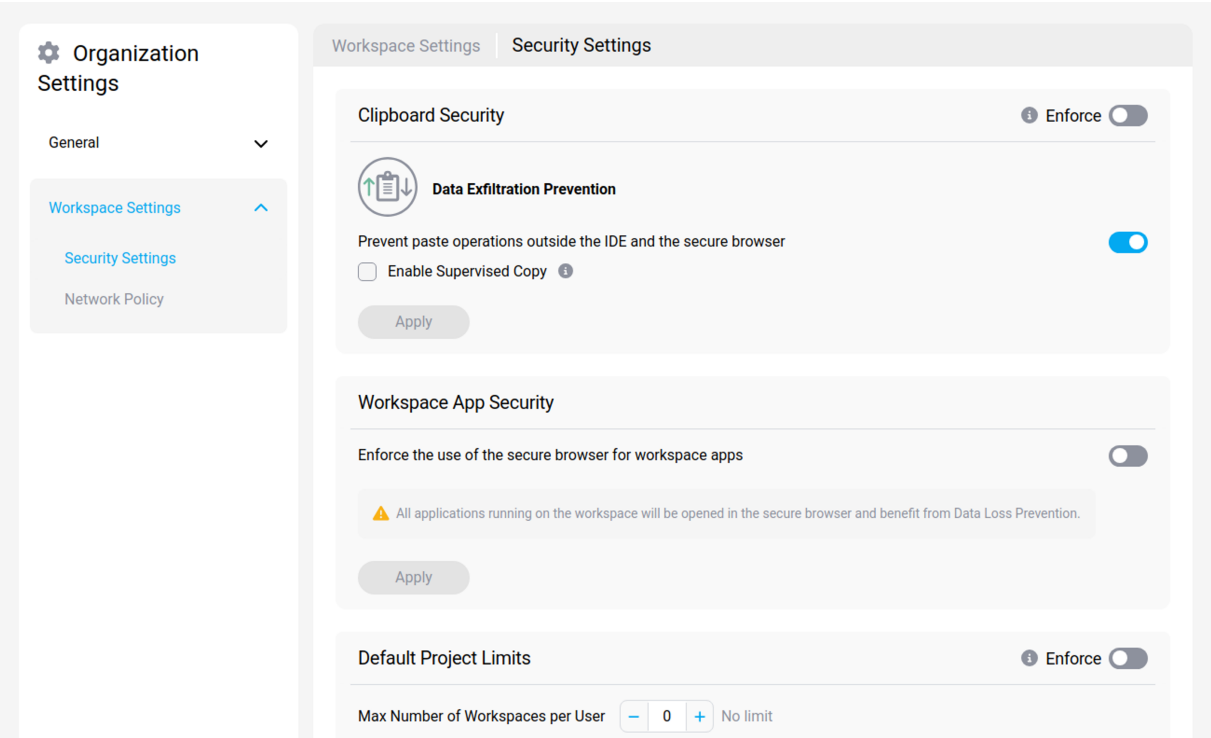 Organization
Settings
General
Workspace Settings
Security Settings
Network Policy
Workspace Settings Security Settings
Clipboard Security Enforce
Data Exfiltration Prevention
Prevent paste operations outside the IDE and the secure browser
Enable Supervised Copy
Apply
Workspace App Security
Enforce the use of the secure browser for workspace apps
All applications running on the workspace will be opened in the secure browser and benefit from Data Loss Prevention.
Apply
Default Project Limits Enforce
Max Number of Workspaces per User − 0 + No limit